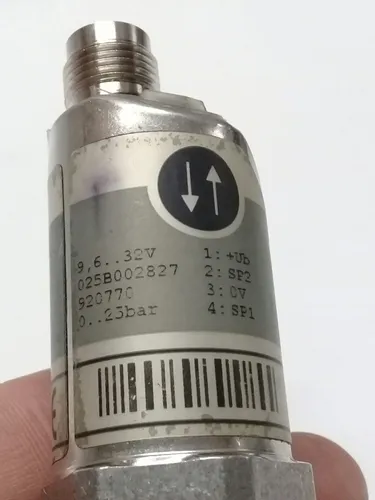 9,6..32V 1: +Ub
025B002827 2: SP2
920770 3: 0V
0..25bar 4: SP1